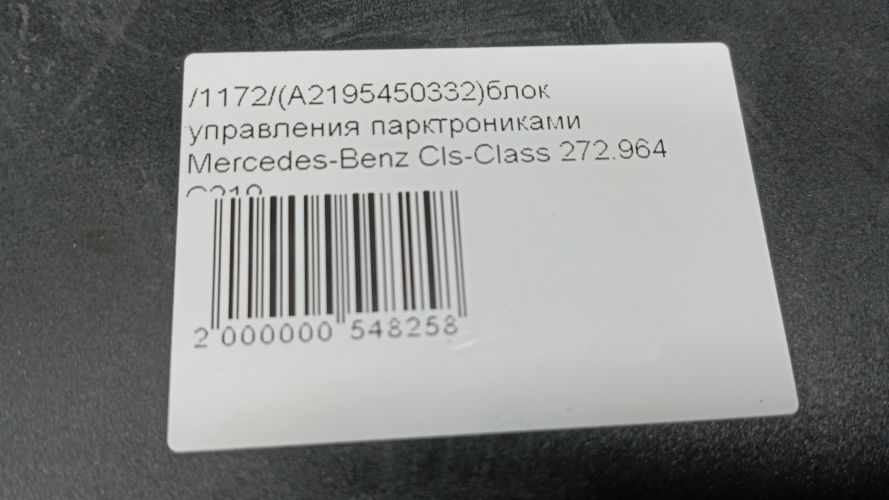 /1172/(A2195450332)блок
управления парктрониками
Mercedes-Benz Cls-Class 272.964
2 000000 548258